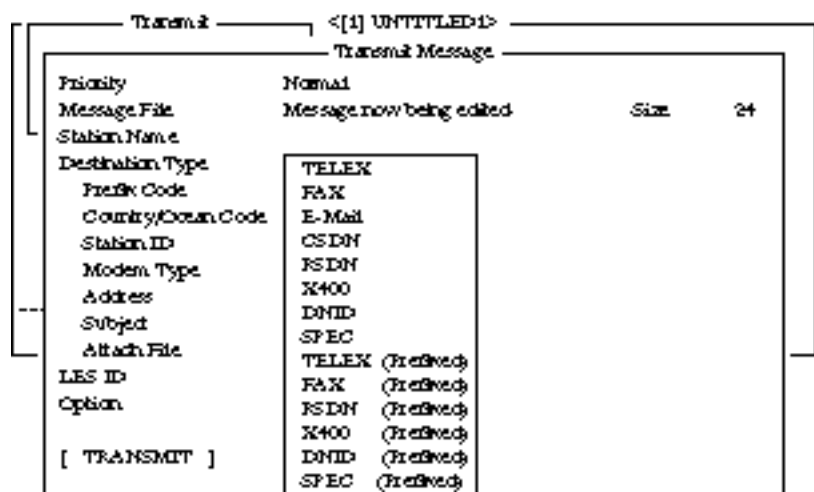 Transmit <[1] UNTITLED1>
Transmit Message
Priority Normal
Message File Message now being edited Size 24
Station Name
Destination Type
Prefix Code
Country/Ocean Code
Station ID
Modem Type
Address
Subject
Attach File
LES ID
Option
[ TRANSMIT ]
TELEX
FAX
E-Mail
CSDN
PSDN
X400
DNID
SPEC
TELEX (Prefixed)
FAX (Prefixed)
PSDN (Prefixed)
X400 (Prefixed)
DNID (Prefixed)
SPEC (Prefixed)